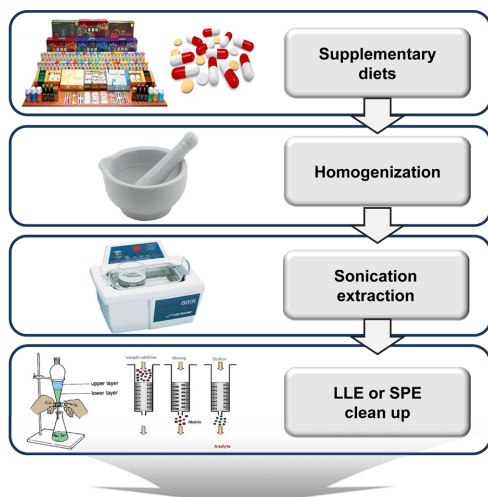 Supplementary
diets
Homogenization
Sonication
extraction
upper layer
lower layer
sample addition
Elution
Matrix
Analyte
LLE or SPE
clean up